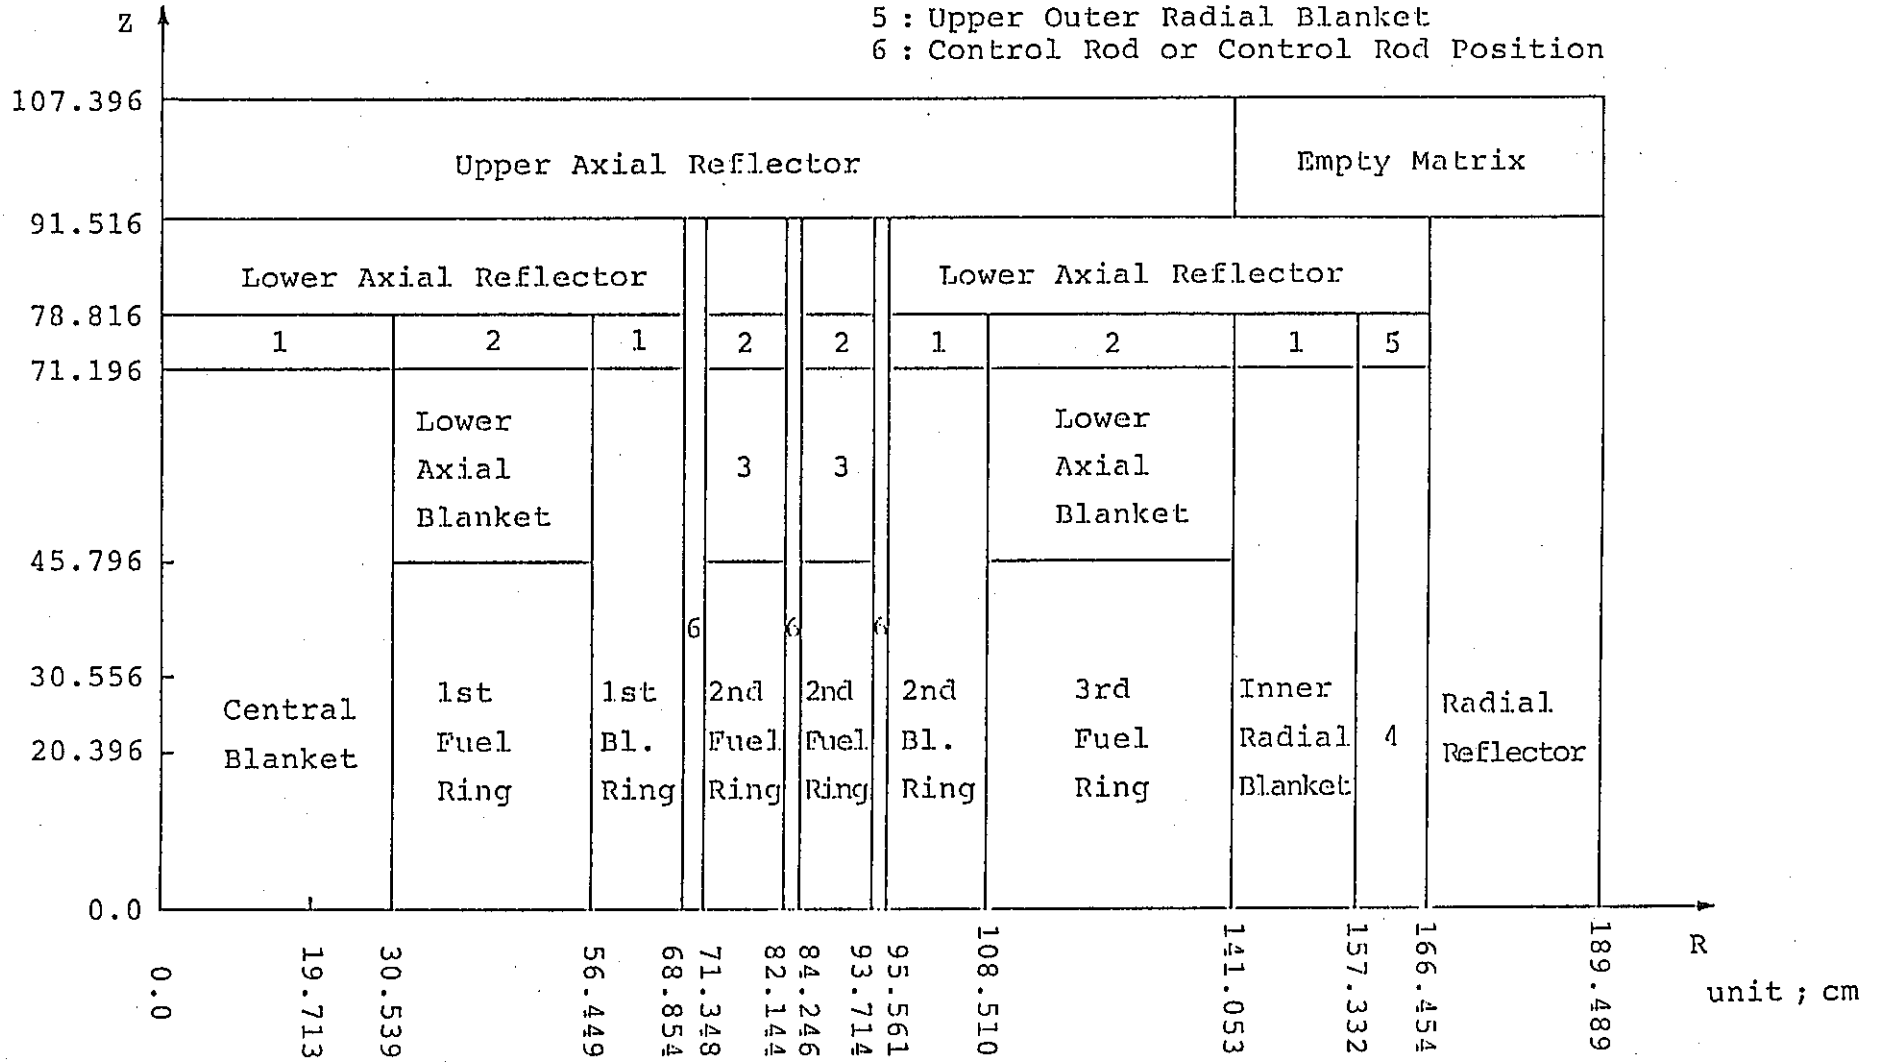 Z
5 : Upper Outer Radial Blanket
6 : Control Rod or Control Rod Position
107.396
Upper Axial Reflector
Empty Matrix
91.516
Lower Axial Reflector
Lower Axial Reflector
78.816
1
2
1
2
2
1
2
1
5
71.196
Lower
Axial
Blanket
3
3
Lower
Axial
Blanket
45.796
6
6
6
30.556
20.396
Central
Blanket
1st
Fuel
Ring
1st
Bl.
Ring
2nd
Fuel
Ring
2nd
Fuel
Ring
2nd
Bl.
Ring
3rd
Fuel
Ring
Inner
Radial
Blanket
4
Radial
Reflector
0.0
0.0
19.713
30.539
56.449
68.854
71.348
82.144
84.246
93.714
95.561
108.510
141.053
157.332
166.454
189.489
R
unit ; cm